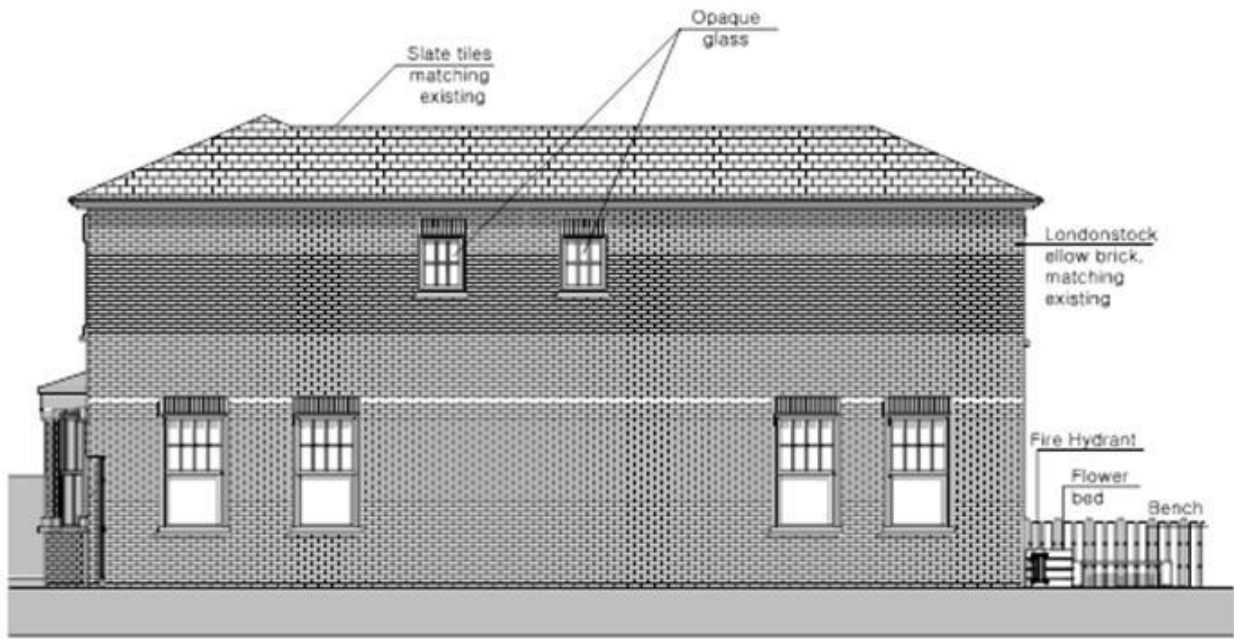 Opaque
glass
Slate tiles
matching
existing
Londonstock
ellow brick,
matching
existing
Fire Hydrant
Flower
bed
Bench